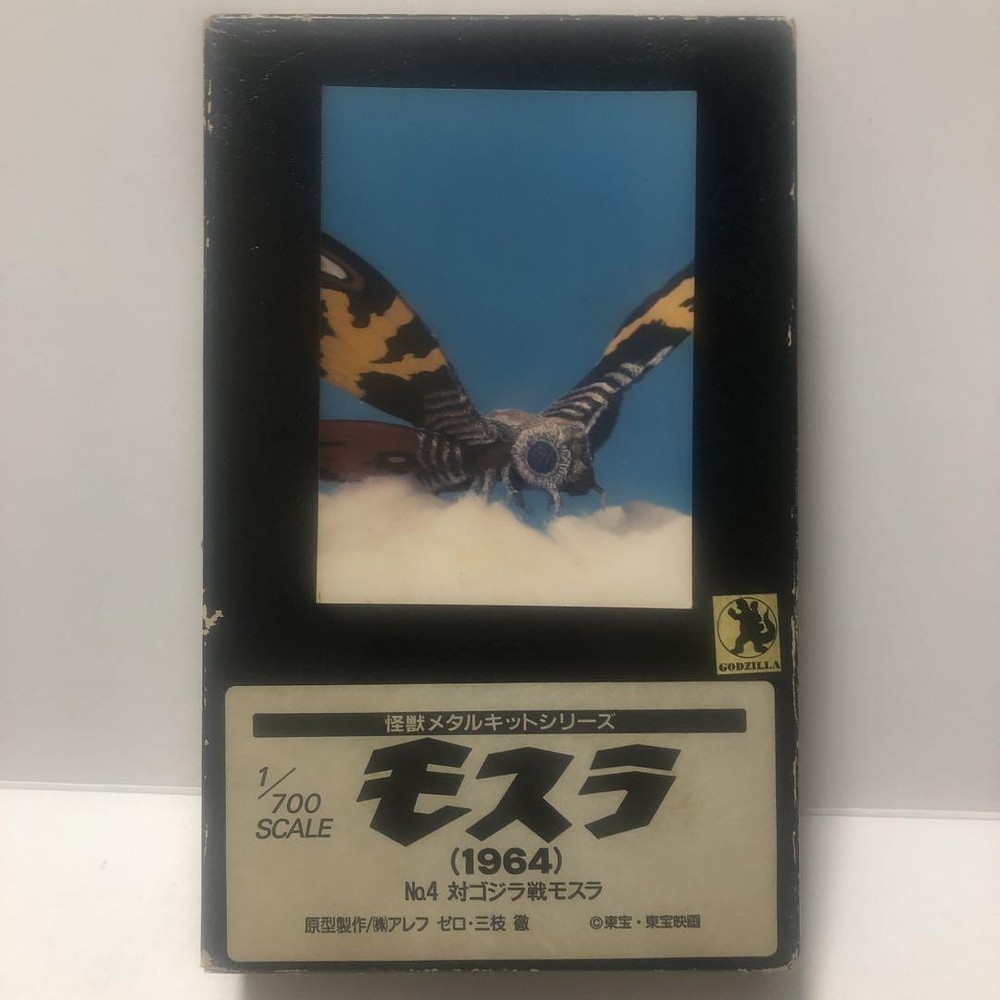 GODZILLA
怪獣メタルキットシリーズ
1/700
SCALE
モスラ
(1964)
No.4 対ゴジラ戦モスラ
原型製作/㈱アレフ ゼロ・三枝 徹
©東宝・東宝映画